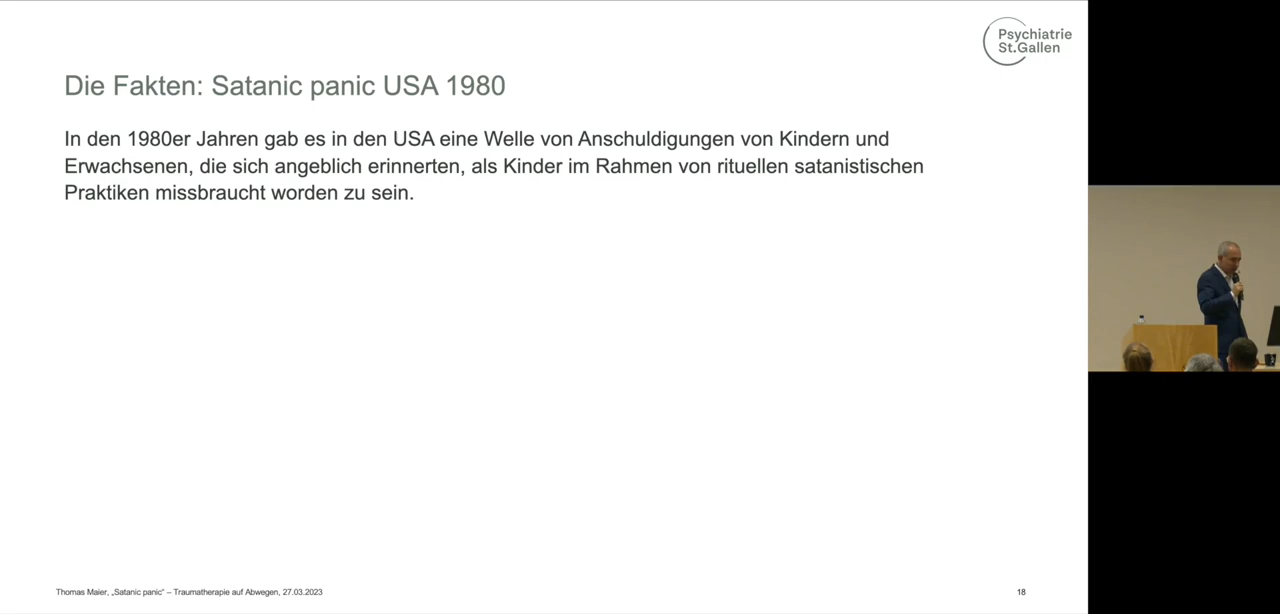 Psychiatrie
St.Gallen
Die Fakten: Satanic panic USA 1980
In den 1980er Jahren gab es in den USA eine Welle von Anschuldigungen von Kindern und
Erwachsenen, die sich angeblich erinnerten, als Kinder im Rahmen von rituellen satanistischen
Praktiken missbraucht worden zu sein.
Thomas Maier, „Satanic panic“ – Traumatherapie auf Abwegen, 27.03.2023
18